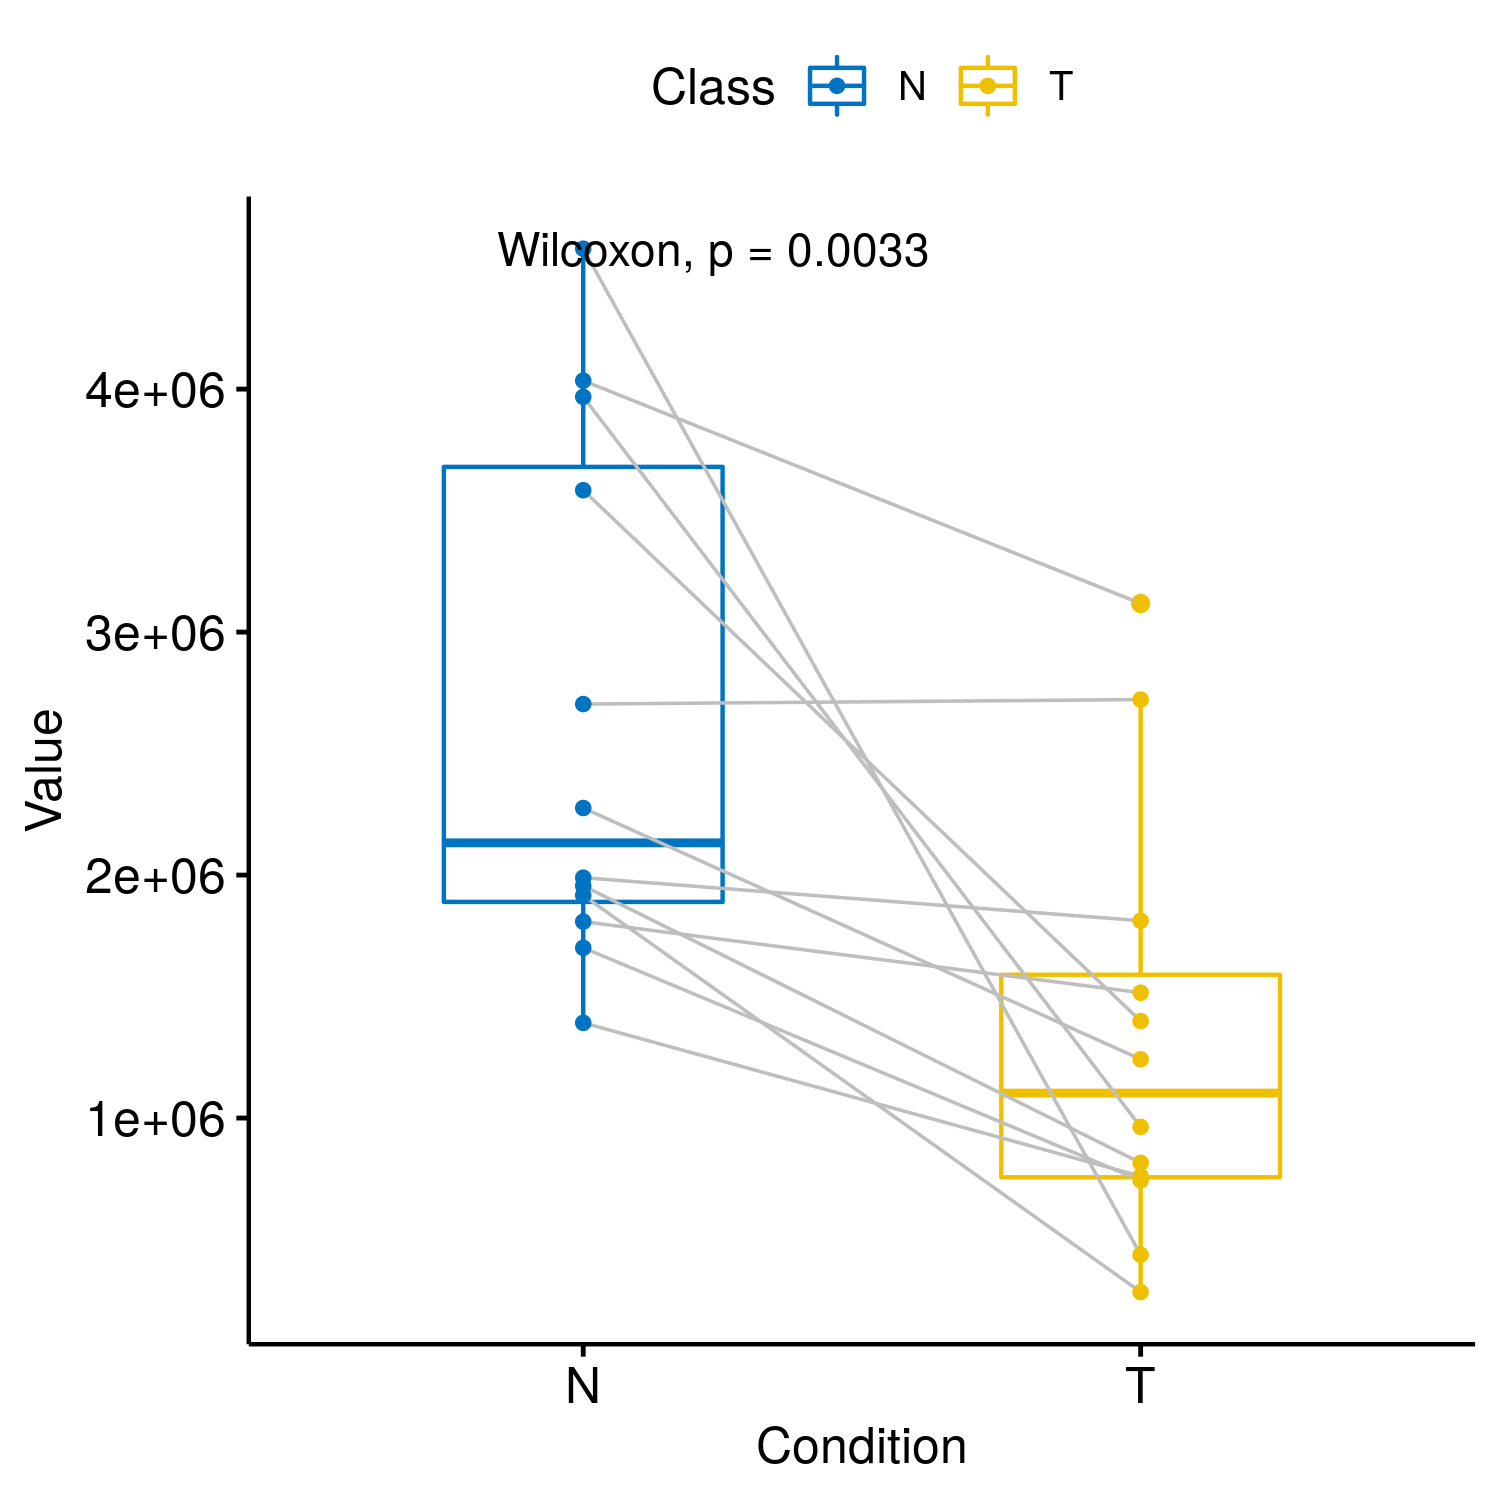 Class N T
Wilcoxon, p = 0.0033
4e+06
3e+06
2e+06
1e+06
Value
N T
Condition